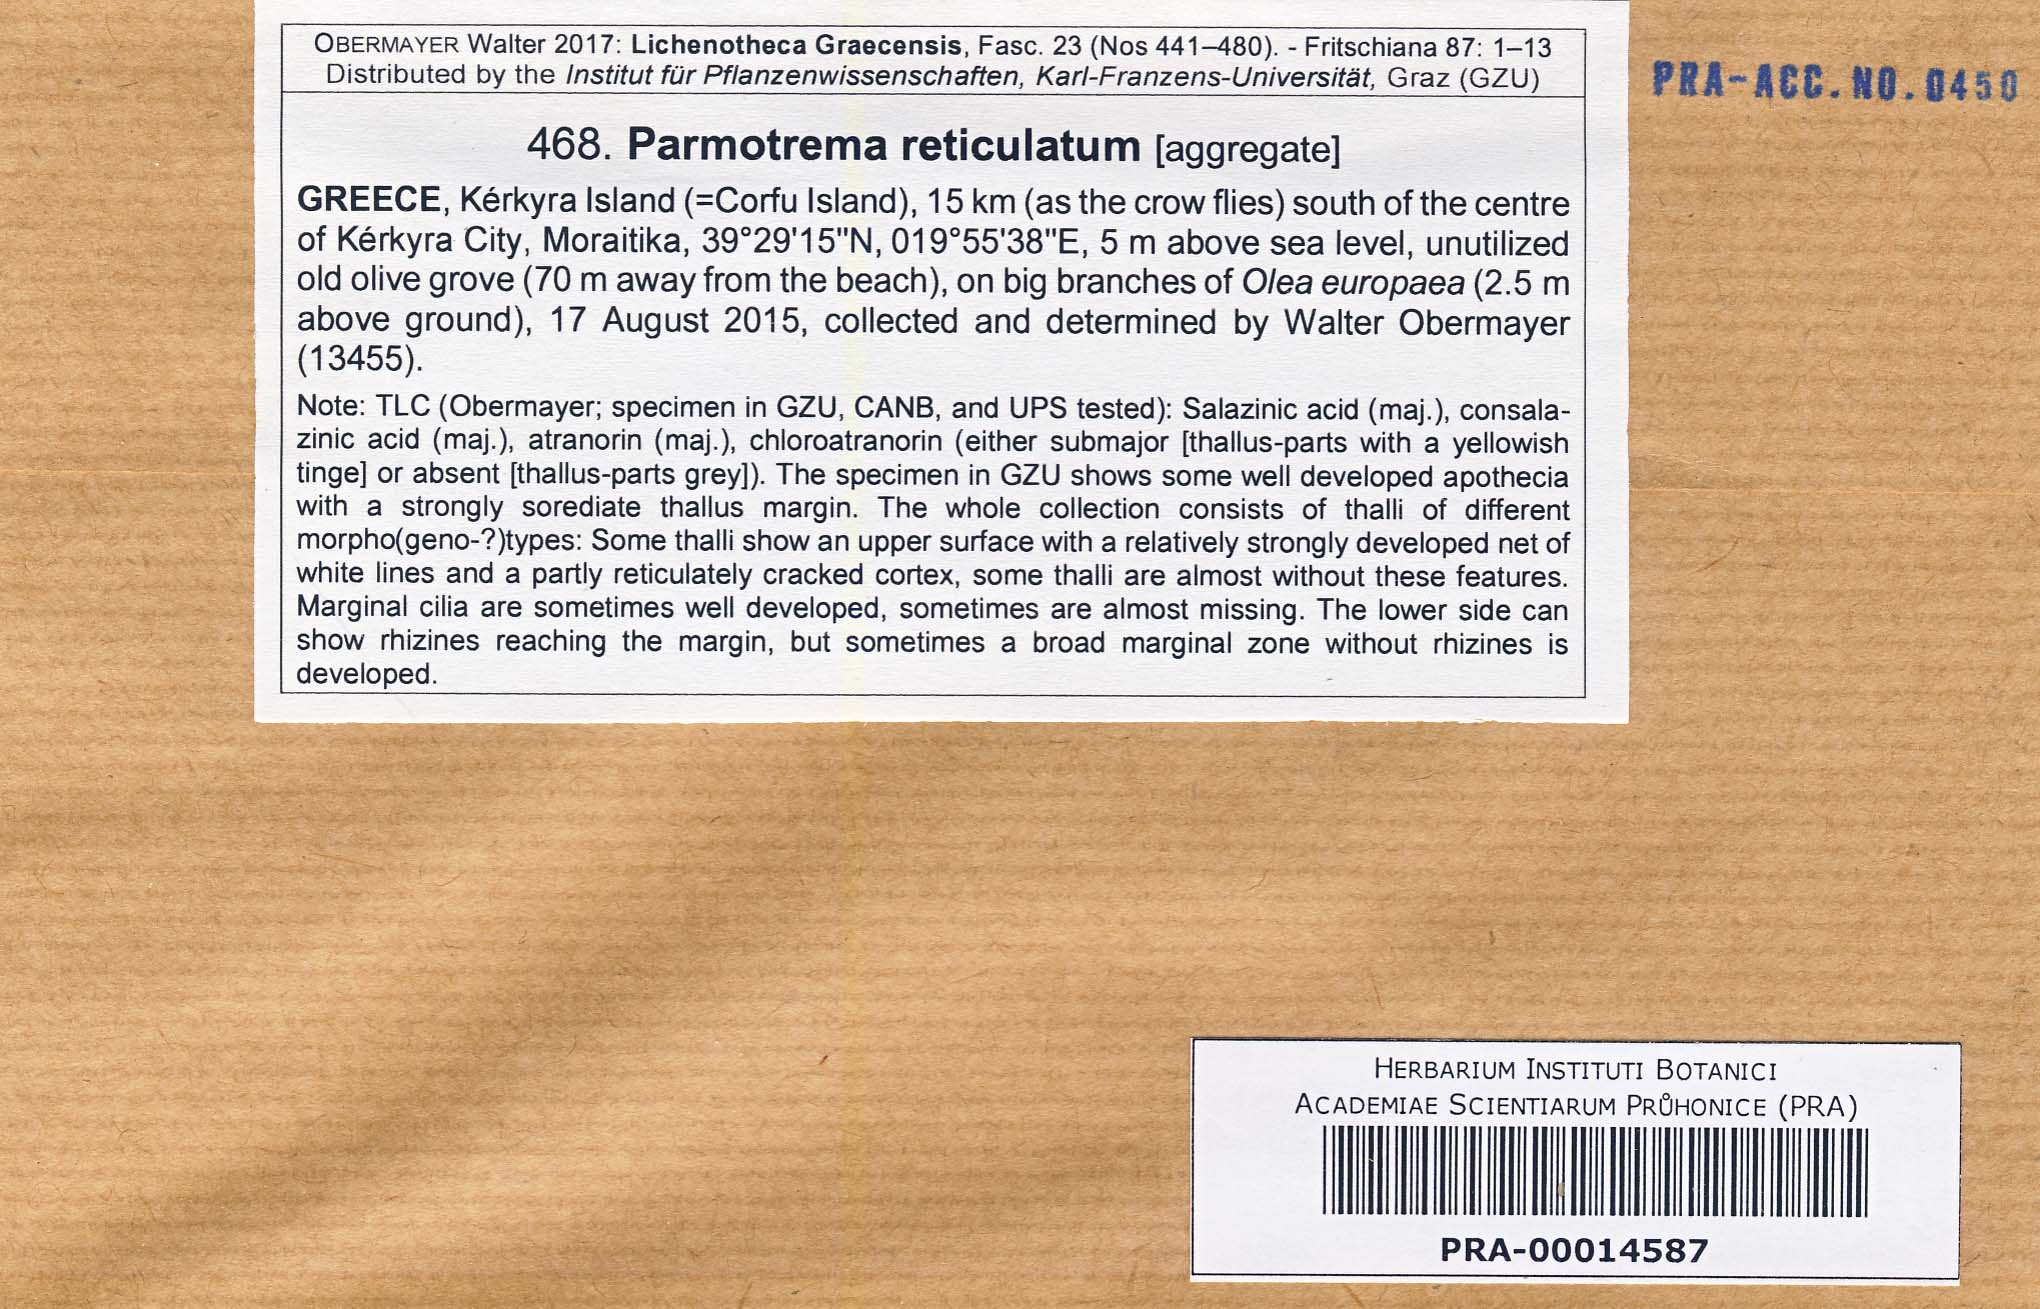 OBERMAYER Walter 2017: Lichenotheca Graecensis, Fasc. 23 (Nos 441–480). - Fritschiana 87: 1–13
Distributed by the Institut für Pflanzenwissenschaften, Karl-Franzens-Universität, Graz (GZU)
PRA-ACC.NO.0450
468. Parmotrema reticulatum [aggregate]
GREECE, Kérkyra Island (=Corfu Island), 15 km (as the crow flies) south of the centre
of Kérkyra City, Moraitika, 39°29'15"N, 019°55'38"E, 5 m above sea level, unutilized
old olive grove (70 m away from the beach), on big branches of Olea europaea (2.5 m
above ground), 17 August 2015, collected and determined by Walter Obermayer
(13455).
Note: TLC (Obermayer; specimen in GZU, CANB, and UPS tested): Salazinic acid (maj.), consala-
zinic acid (maj.), atranorin (maj.), chloroatranorin (either submajor [thallus-parts with a yellowish
tinge] or absent [thallus-parts grey]). The specimen in GZU shows some well developed apothecia
with a strongly sorediate thallus margin. The whole collection consists of thalli of different
morpho(geno-?)types: Some thalli show an upper surface with a relatively strongly developed net of
white lines and a partly reticulately cracked cortex, some thalli are almost without these features.
Marginal cilia are sometimes well developed, sometimes are almost missing. The lower side can
show rhizines reaching the margin, but sometimes a broad marginal zone without rhizines is
developed.
HERBARIUM INSTITUTI BOTANICI
ACADEMIAE SCIENTIARUM PRŮHONICE (PRA)
PRA-00014587